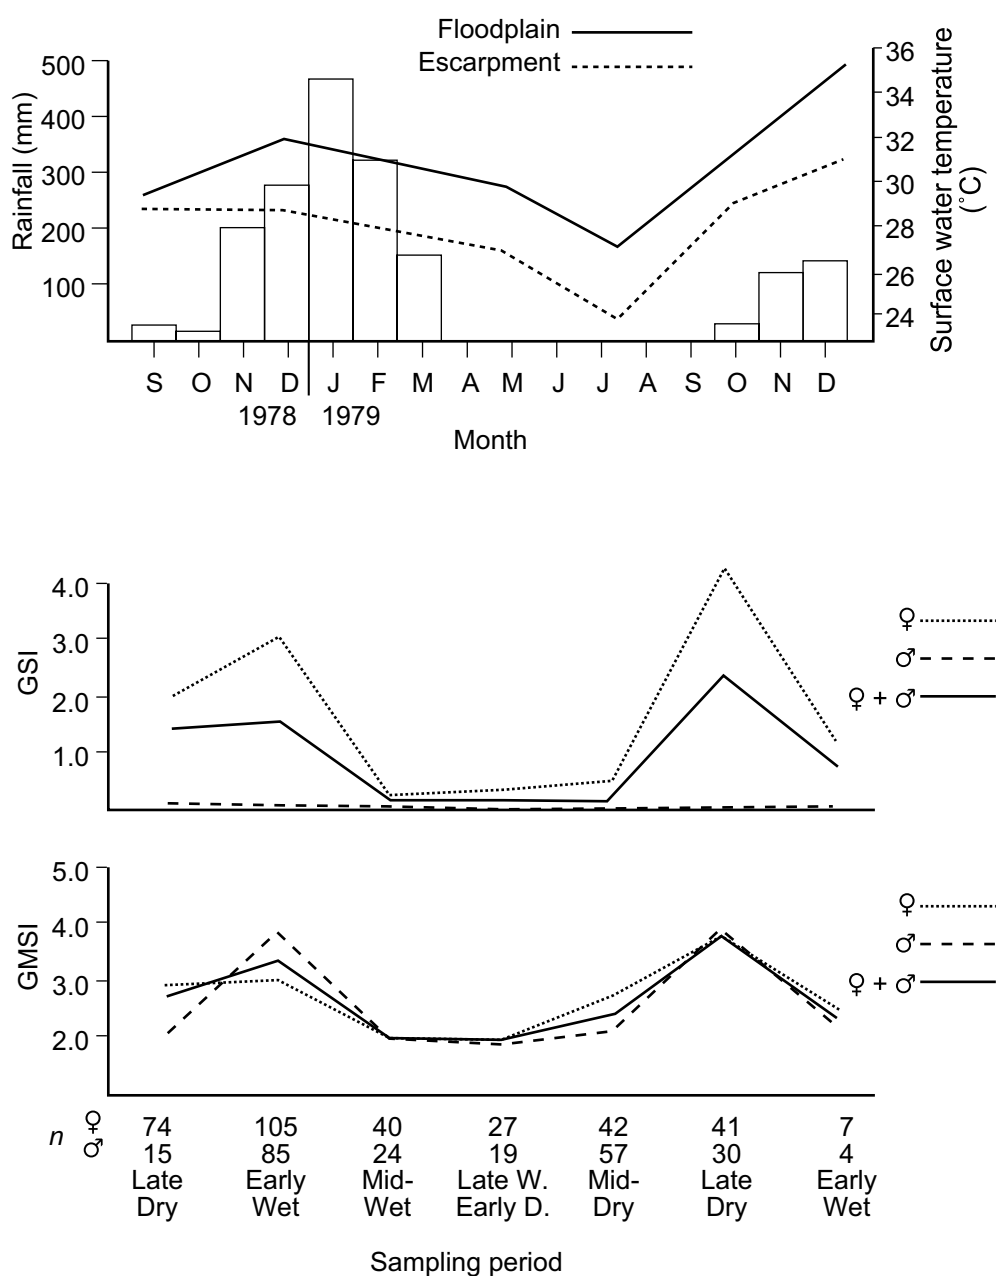 Floodplain
Escarpment
Rainfall (mm)
500
400
300
200
100
Surface water temperature
(˚C)
36
34
32
30
28
26
24
S O N D J F M A M J J A S O N D
1978 1979
Month
GSI
4.0
3.0
2.0
1.0
♀
♂
♀ + ♂
GMSI
5.0
4.0
3.0
2.0
♀
♂
♀ + ♂
n ♀ 74 105 40 27 42 41 7
♂ 15 85 24 19 57 30 4
Late Early Mid- Late W. Mid- Late Early
Dry Wet Wet Early D. Dry Dry Wet
Sampling period